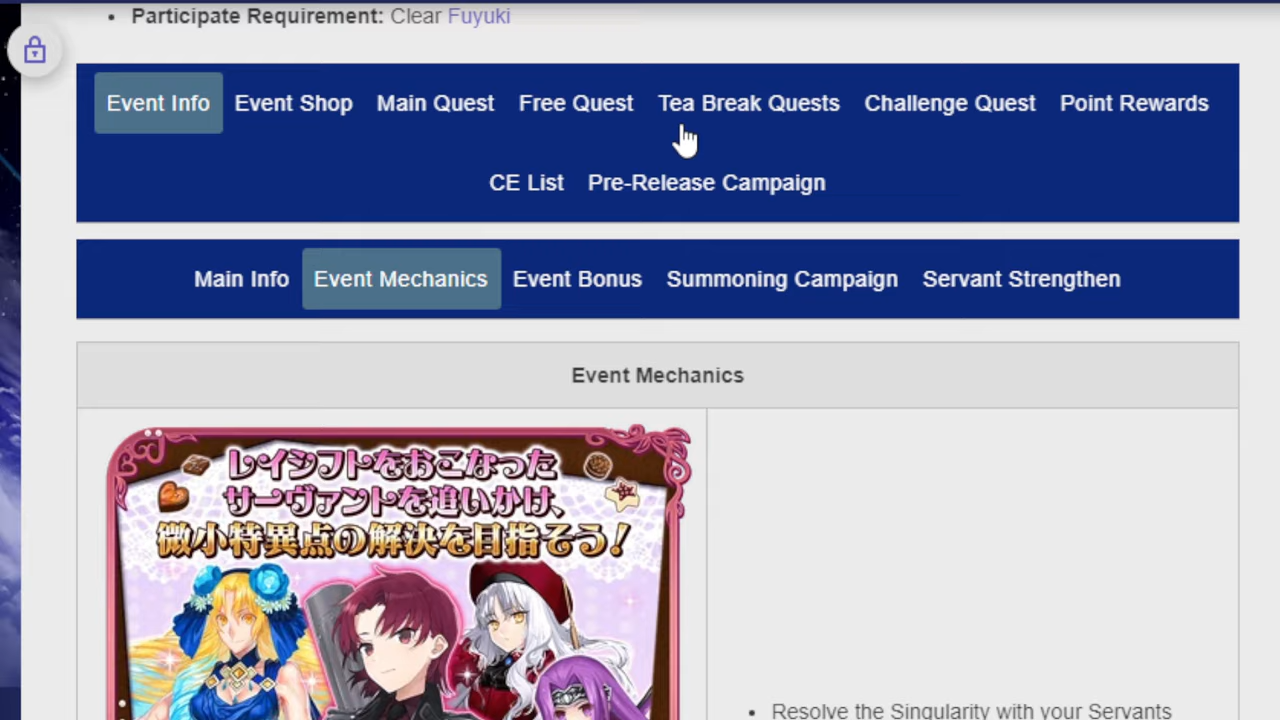 Participate Requirement: Clear Fuyuki
Event Info Event Shop Main Quest Free Quest Tea Break Quests Challenge Quest Point Rewards
CE List Pre-Release Campaign
Main Info Event Mechanics Event Bonus Summoning Campaign Servant Strengthen
Event Mechanics
レイシフトをおこなった
サーヴァントを追いかけ、
微小特異点の解決を目指そう!
Resolve the Singularity with your Servants